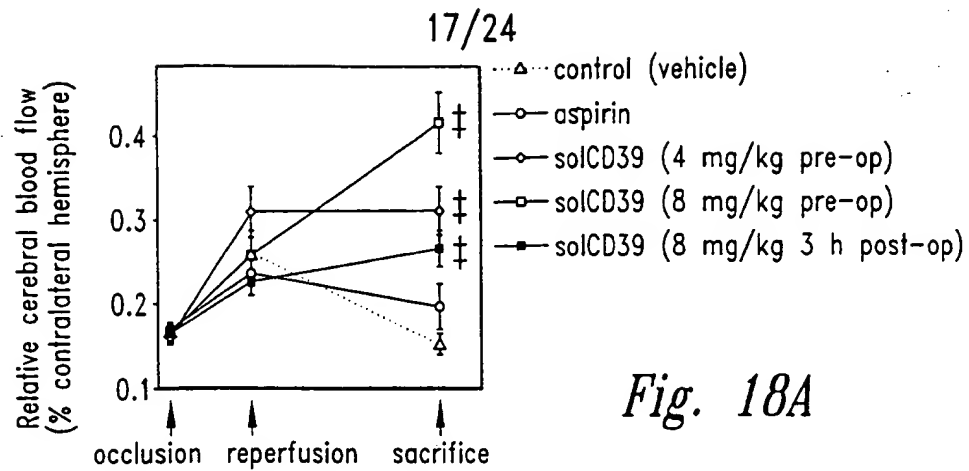 17/24
Relative cerebral blood flow
(% contralateral hemisphere)
0.4
0.3
0.2
0.1
‡
‡
‡
occlusion reperfusion sacrifice
control (vehicle)
aspirin
solCD39 (4 mg/kg pre-op)
solCD39 (8 mg/kg pre-op)
solCD39 (8 mg/kg 3 h post-op)
Fig. 18A